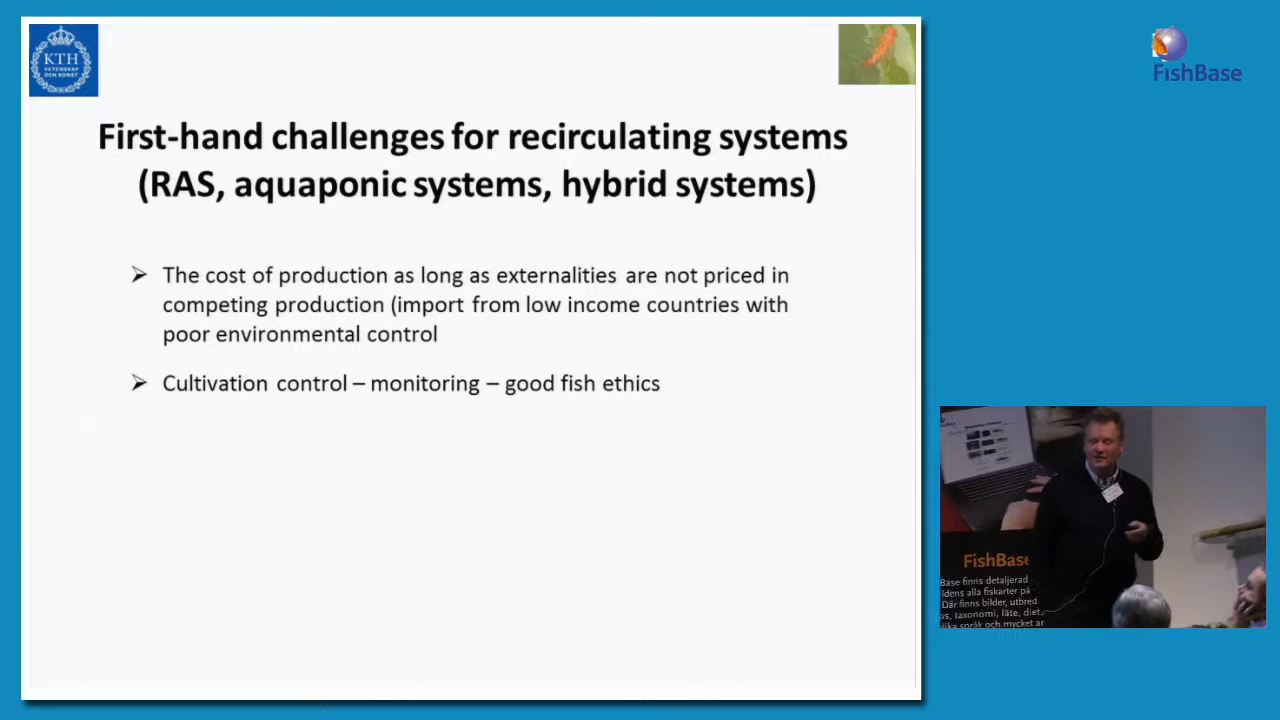 KTH
VETENSKAP
OCH KONST
FishBase
First-hand challenges for recirculating systems
(RAS, aquaponic systems, hybrid systems)
➢ The cost of production as long as externalities are not priced in
competing production (import from low income countries with
poor environmental control
➢ Cultivation control – monitoring – good fish ethics
FishBase
Base finns detaljerad
ldens alla fiskarter på
Där finns bilder, utbred
s, taxonomi, läte, diet,
lika språk och mycket an